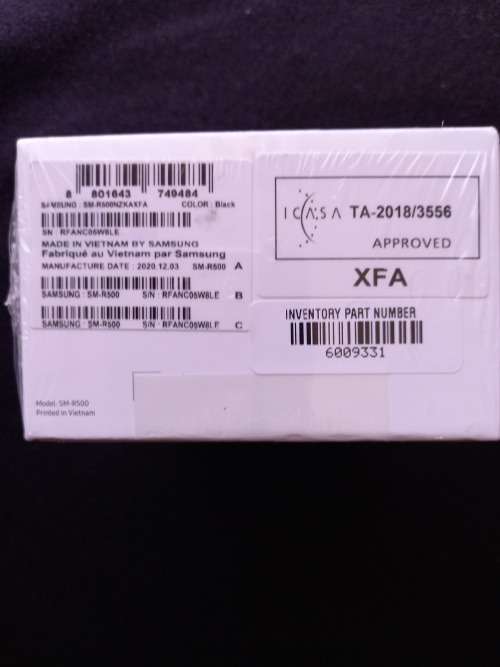 8 801643 749484
SAMSUNG : SM-R500NZKAXFA COLOR : Black
SN : RFANC05W8LE
MADE IN VIETNAM BY SAMSUNG
Fabriqué au Vietnam par Samsung
MANUFACTURE DATE : 2020.12.03 SM-R500 A
SAMSUNG : SM-R500 S/N : RFANC05W8LE B
SAMSUNG : SM-R500 S/N : RFANC05W8LE C
Model: SM-R500
Printed in Vietnam
ICASA TA-2018/3556
APPROVED
XFA
INVENTORY PART NUMBER
6009331